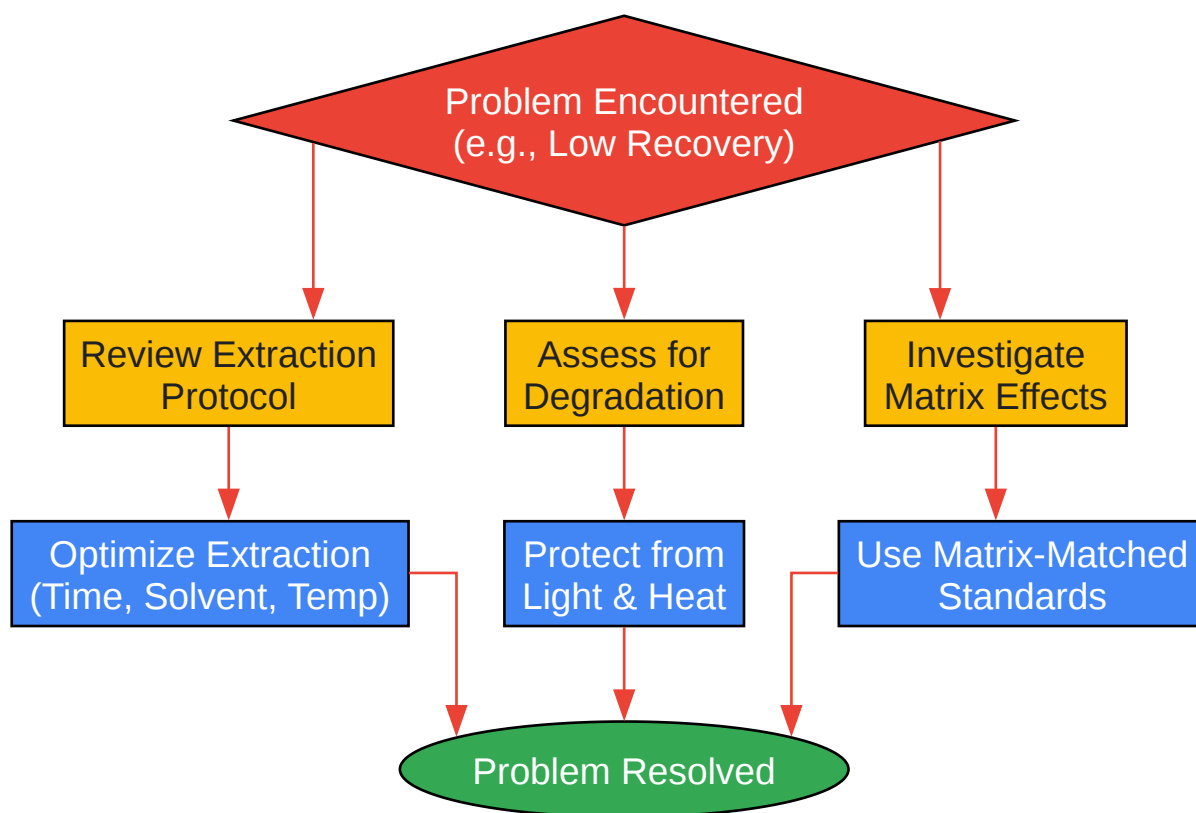 Problem Encountered
(e.g., Low Recovery)
Review Extraction
Protocol
Assess for
Degradation
Investigate
Matrix Effects
Optimize Extraction
(Time, Solvent, Temp)
Protect from
Light & Heat
Use Matrix-Matched
Standards
Problem Resolved